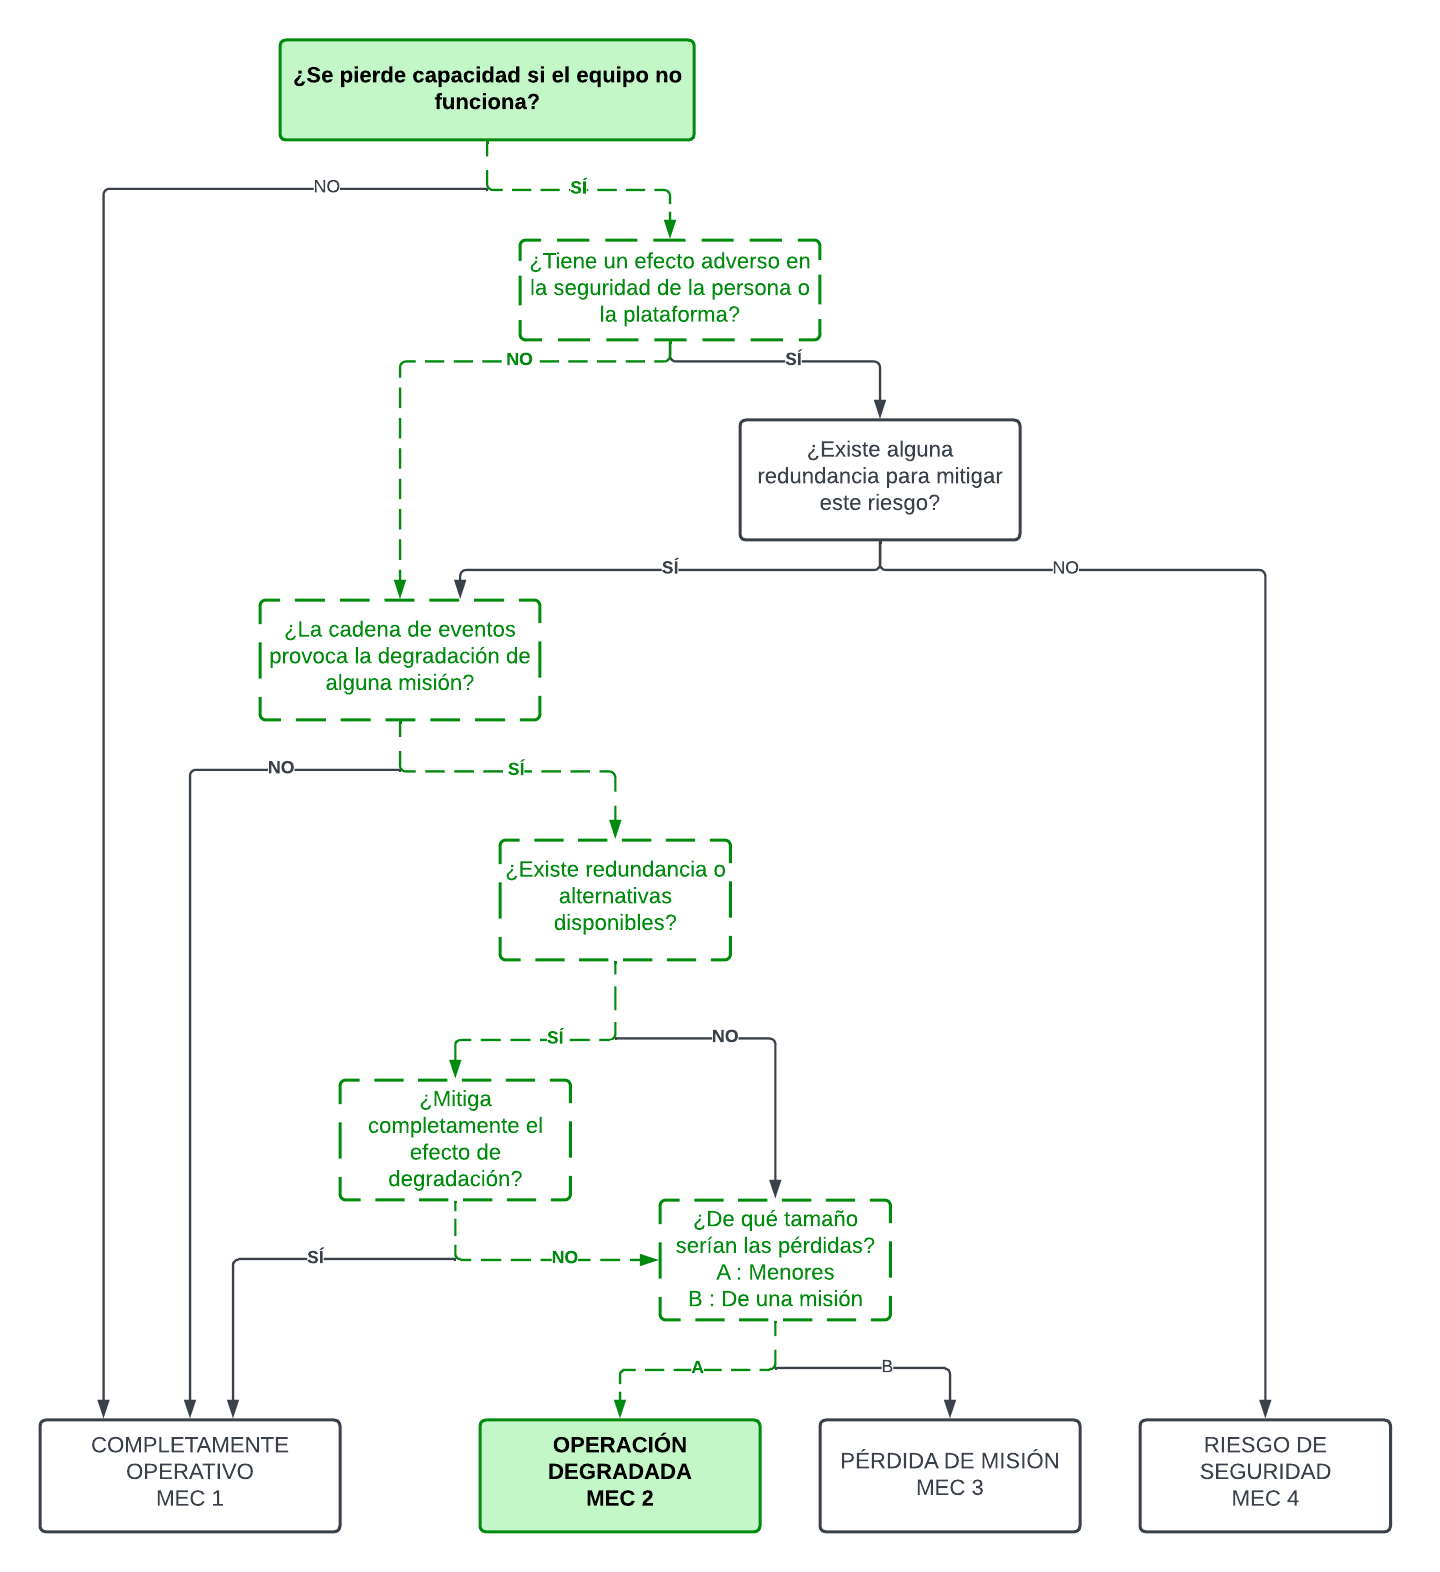 ¿Se pierde capacidad si el equipo no
funciona?
NO
SÍ
¿Tiene un efecto adverso en
la seguridad de la persona o
la plataforma?
NO
SÍ
¿Existe alguna
redundancia para mitigar
este riesgo?
SÍ
NO
¿La cadena de eventos
provoca la degradación de
alguna misión?
NO
SÍ
¿Existe redundancia o
alternativas
disponibles?
SÍ
NO
¿Mitiga
completamente el
efecto de
degradación?
¿De qué tamaño
serían las pérdidas?
A : Menores
B : De una misión
SÍ
NO
A
B
COMPLETAMENTE
OPERATIVO
MEC 1
OPERACIÓN
DEGRADADA
MEC 2
PÉRDIDA DE MISIÓN
MEC 3
RIESGO DE
SEGURIDAD
MEC 4